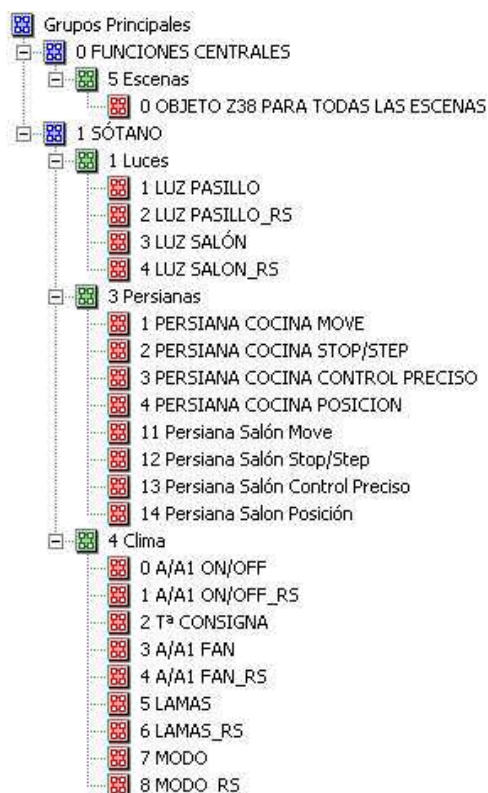 Grupos Principales
0 FUNCIONES CENTRALES
5 Escenas
0 OBJETO Z38 PARA TODAS LAS ESCENAS
1 SÓTANO
1 Luces
1 LUZ PASILLO
2 LUZ PASILLO_RS
3 LUZ SALÓN
4 LUZ SALON_RS
3 Persianas
1 PERSIANA COCINA MOVE
2 PERSIANA COCINA STOP/STEP
3 PERSIANA COCINA CONTROL PRECISO
4 PERSIANA COCINA POSICION
11 Persiana Salón Move
12 Persiana Salón Stop/Step
13 Persiana Salón Control Preciso
14 Persiana Salon Posición
4 Clima
0 A/A1 ON/OFF
1 A/A1 ON/OFF_RS
2 Tª CONSIGNA
3 A/A1 FAN
4 A/A1 FAN_RS
5 LAMAS
6 LAMAS_RS
7 MODO
8 MODO_RS